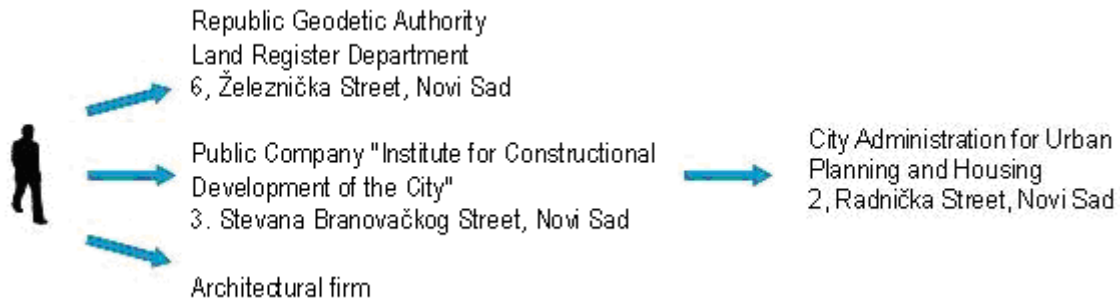 Republic Geodetic Authority
Land Register Department
6, Železnička Street, Novi Sad
Public Company "Institute for Constructional
Development of the City"
3. Stevana Branovačkog Street, Novi Sad
Architectural firm
City Administration for Urban
Planning and Housing
2, Radnička Street, Novi Sad